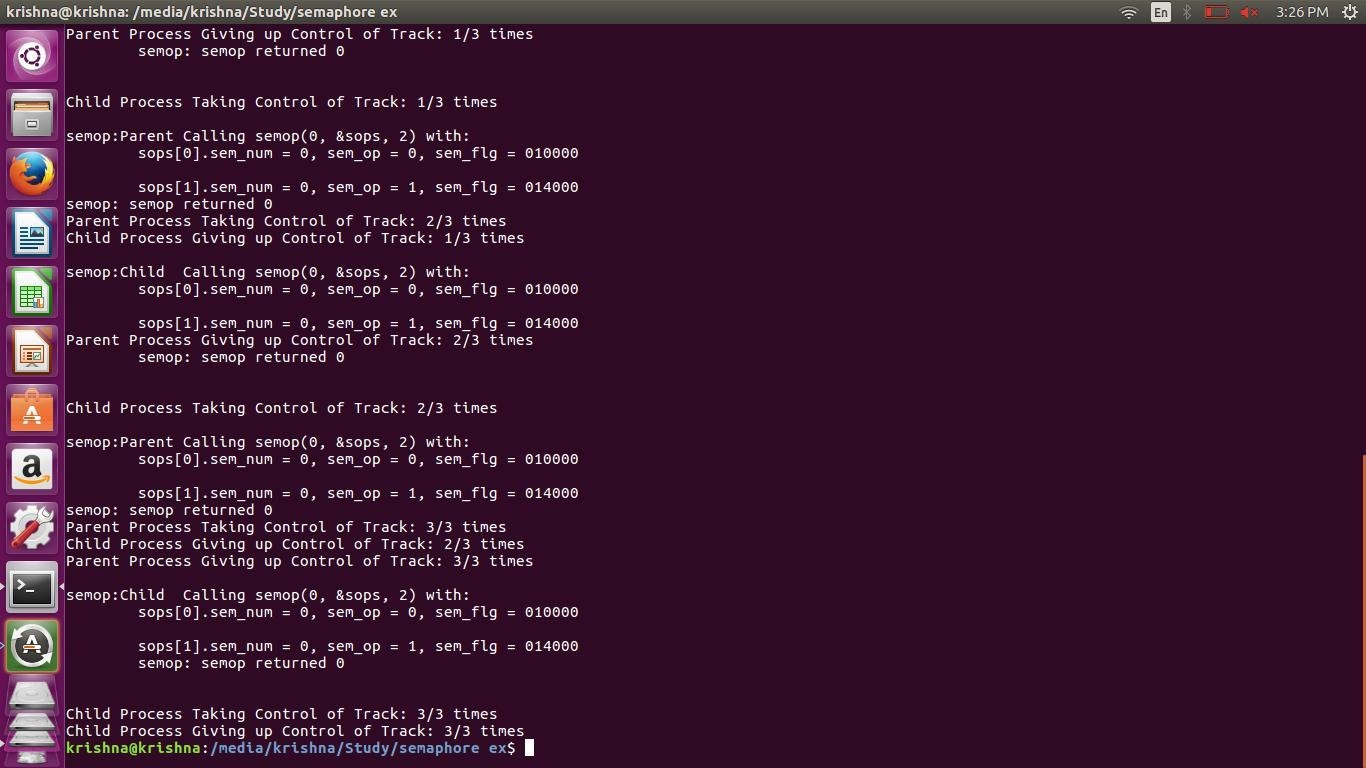 krishna@krishna: /media/krishna/Study/semaphore ex
En
3:26 PM
Parent Process Giving up Control of Track: 1/3 times
semop: semop returned 0
Child Process Taking Control of Track: 1/3 times
semop:Parent Calling semop(0, &sops, 2) with:
sops[0].sem_num = 0, sem_op = 0, sem_flg = 010000
sops[1].sem_num = 0, sem_op = 1, sem_flg = 014000
semop: semop returned 0
Parent Process Taking Control of Track: 2/3 times
Child Process Giving up Control of Track: 1/3 times
semop:Child  Calling semop(0, &sops, 2) with:
sops[0].sem_num = 0, sem_op = 0, sem_flg = 010000
sops[1].sem_num = 0, sem_op = 1, sem_flg = 014000
Parent Process Giving up Control of Track: 2/3 times
semop: semop returned 0
Child Process Taking Control of Track: 2/3 times
semop:Parent Calling semop(0, &sops, 2) with:
sops[0].sem_num = 0, sem_op = 0, sem_flg = 010000
sops[1].sem_num = 0, sem_op = 1, sem_flg = 014000
semop: semop returned 0
Parent Process Taking Control of Track: 3/3 times
Child Process Giving up Control of Track: 2/3 times
Parent Process Giving up Control of Track: 3/3 times
semop:Child  Calling semop(0, &sops, 2) with:
sops[0].sem_num = 0, sem_op = 0, sem_flg = 010000
sops[1].sem_num = 0, sem_op = 1, sem_flg = 014000
semop: semop returned 0
Child Process Taking Control of Track: 3/3 times
Child Process Giving up Control of Track: 3/3 times
krishna@krishna:/media/krishna/Study/semaphore ex$